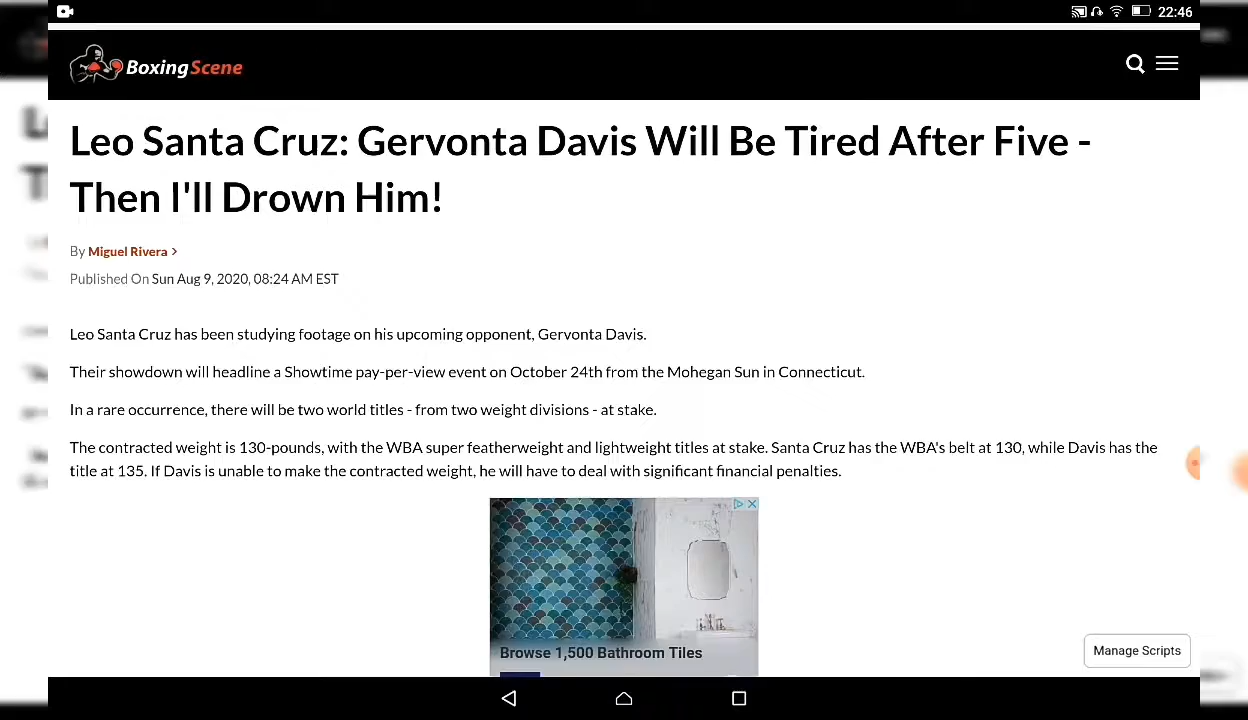 22:46
BoxingScene
Leo Santa Cruz: Gervonta Davis Will Be Tired After Five -
Then I'll Drown Him!
By Miguel Rivera >
Published On Sun Aug 9, 2020, 08:24 AM EST
Leo Santa Cruz has been studying footage on his upcoming opponent, Gervonta Davis.
Their showdown will headline a Showtime pay-per-view event on October 24th from the Mohegan Sun in Connecticut.
In a rare occurrence, there will be two world titles - from two weight divisions - at stake.
The contracted weight is 130-pounds, with the WBA super featherweight and lightweight titles at stake. Santa Cruz has the WBA's belt at 130, while Davis has the
title at 135. If Davis is unable to make the contracted weight, he will have to deal with significant financial penalties.
Browse 1,500 Bathroom Tiles
Manage Scripts